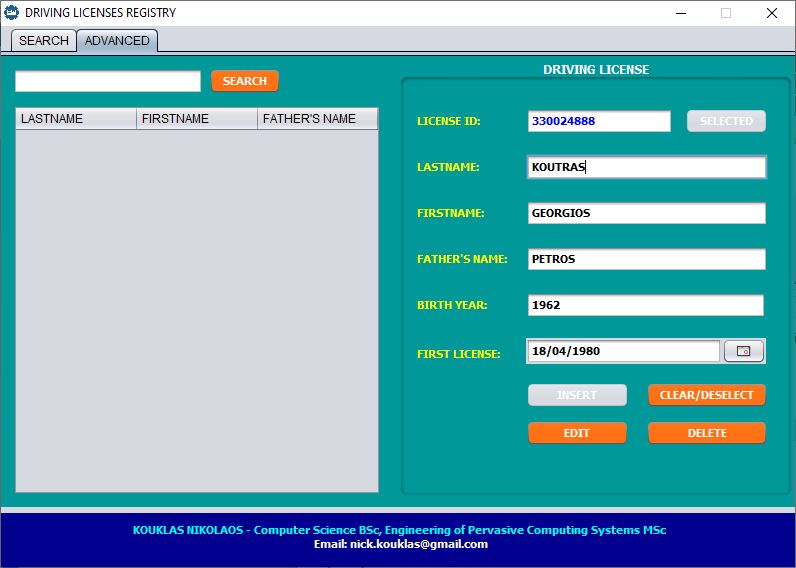 DRIVING LICENSES REGISTRY
SEARCH ADVANCED
SEARCH
LASTNAME FIRSTNAME FATHER'S NAME
DRIVING LICENSE
LICENSE ID: 330024888 SELECTED
LASTNAME: KOUTRAS
FIRSTNAME: GEORGIOS
FATHER'S NAME: PETROS
BIRTH YEAR: 1962
FIRST LICENSE: 18/04/1980
INSERT CLEAR/DESELECT
EDIT DELETE
KOUKLAS NIKOLAOS - Computer Science BSc, Engineering of Pervasive Computing Systems MSc
Email: nick.kouklas@gmail.com